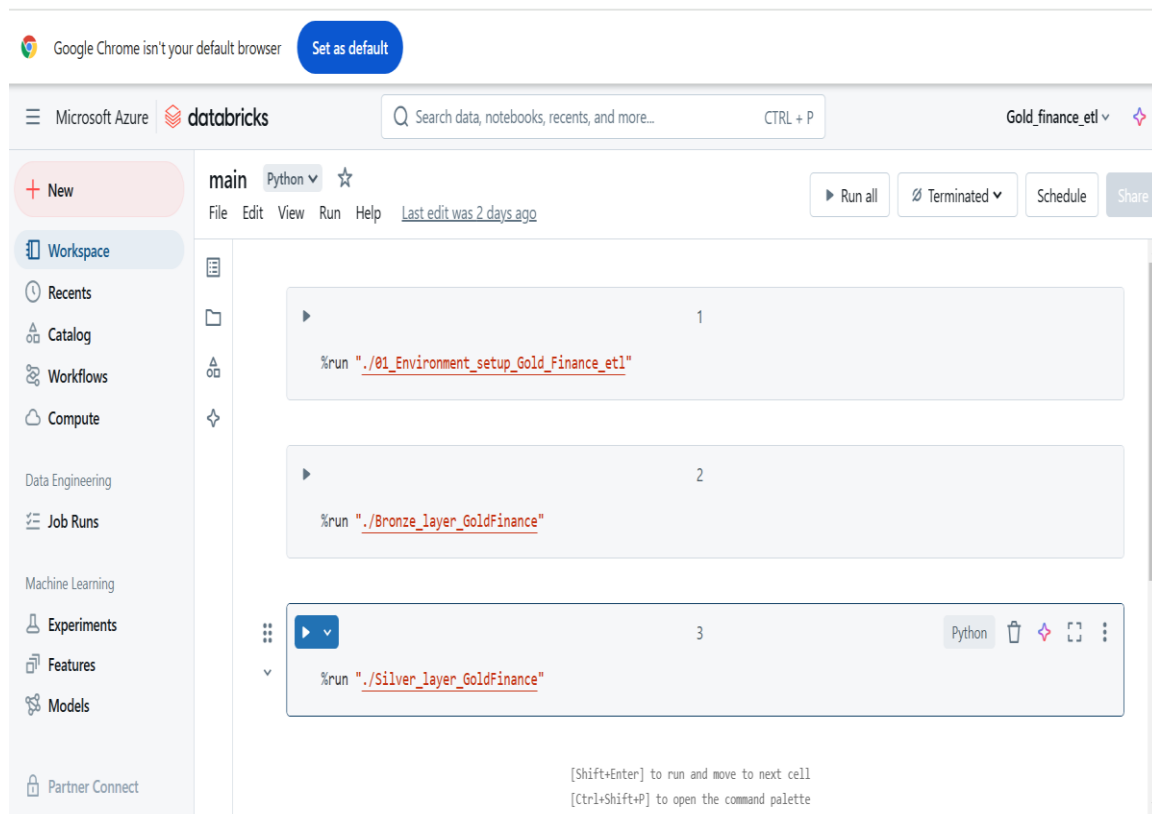 Google Chrome isn't your default browser
Set as default
Microsoft Azure
databricks
Search data, notebooks, recents, and more...
CTRL + P
Gold_finance_etl
New
Workspace
Recents
Catalog
Workflows
Compute
Data Engineering
Job Runs
Machine Learning
Experiments
Features
Models
Partner Connect
main
Python
File Edit View Run Help Last edit was 2 days ago
Run all
Terminated
Schedule
Share
1
%run "./01_Environment_setup_Gold_Finance_etl"
2
%run "./Bronze_layer_GoldFinance"
3
Python
%run "./Silver_layer_GoldFinance"
[Shift+Enter] to run and move to next cell
[Ctrl+Shift+P] to open the command palette